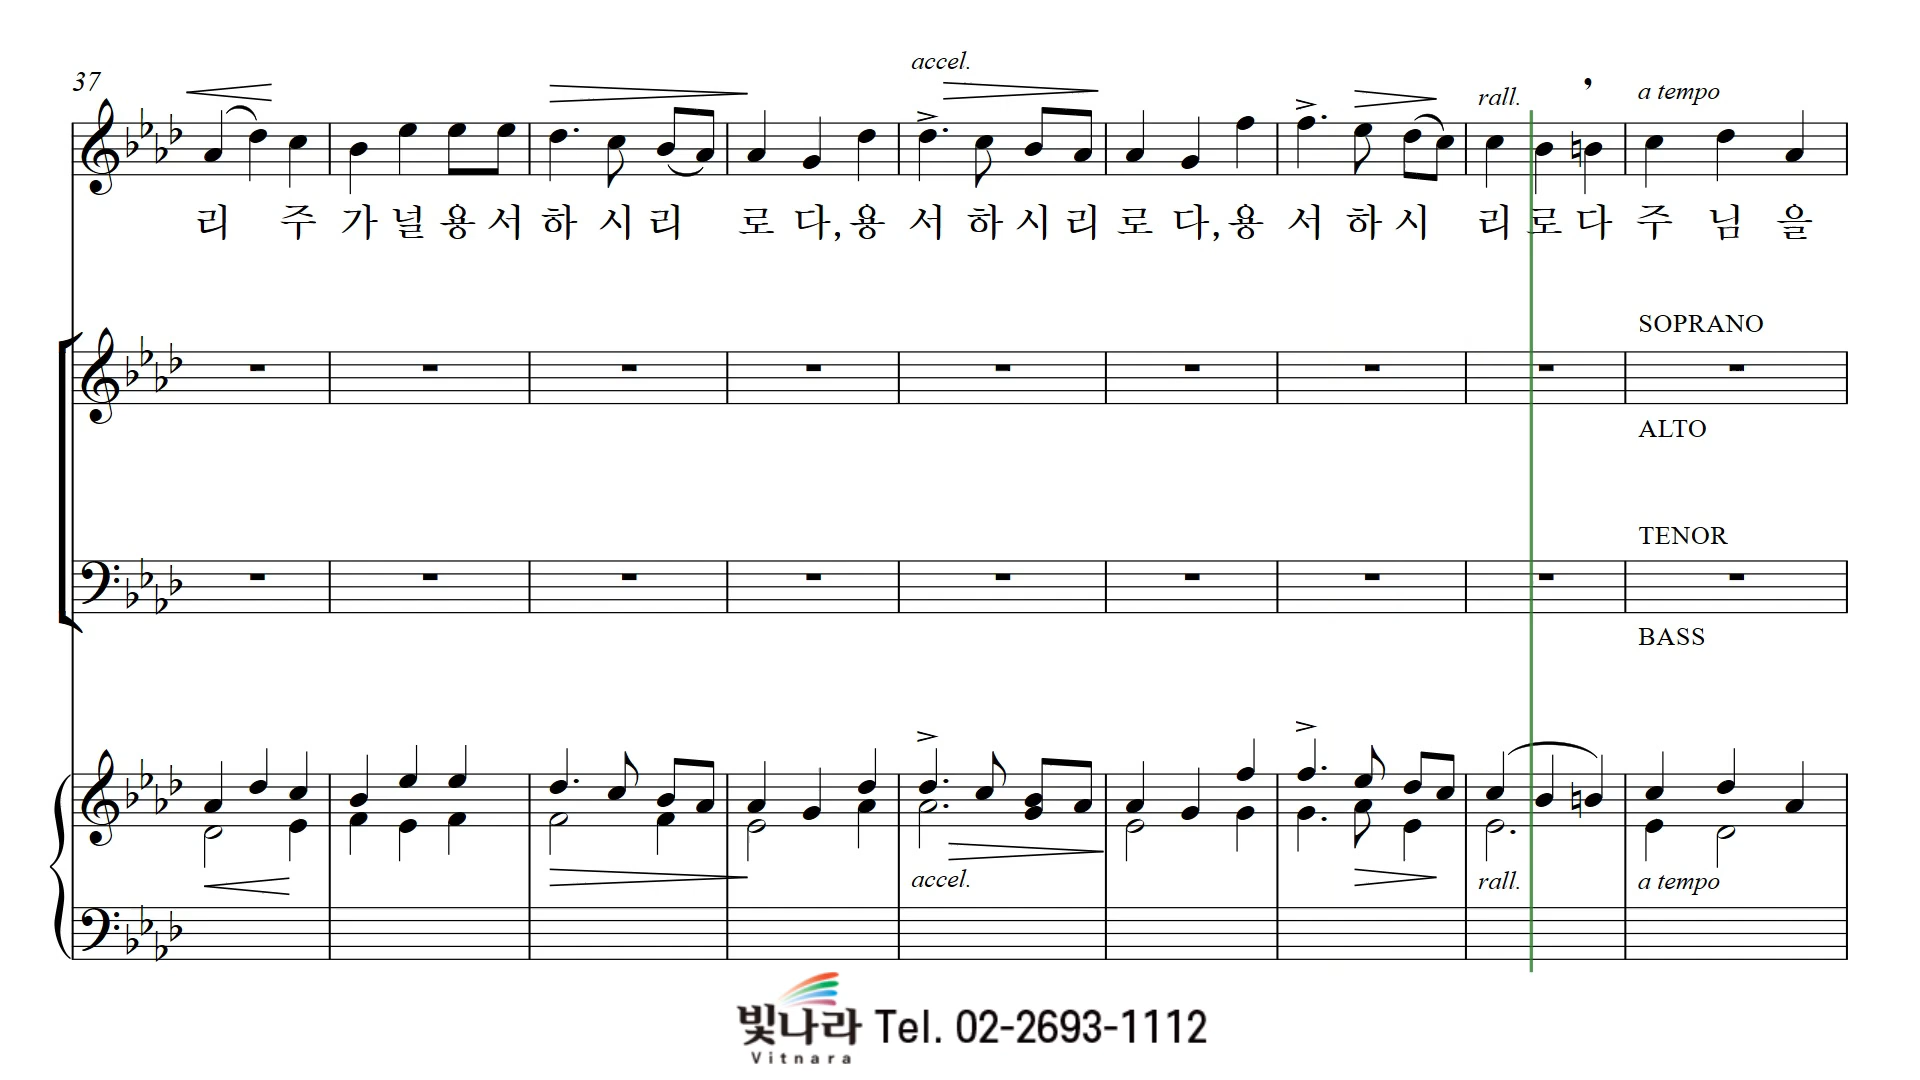 accel.
37
rall.
a tempo
리 주 가 널 용 서 하 시 리 로 다, 용 서 하 시 리 로 다, 용 서 하 시 리 로 다 주 님 을
SOPRANO
ALTO
TENOR
BASS
accel.
rall.
a tempo
빛나라 Tel. 02-2693-1112
Vitnara